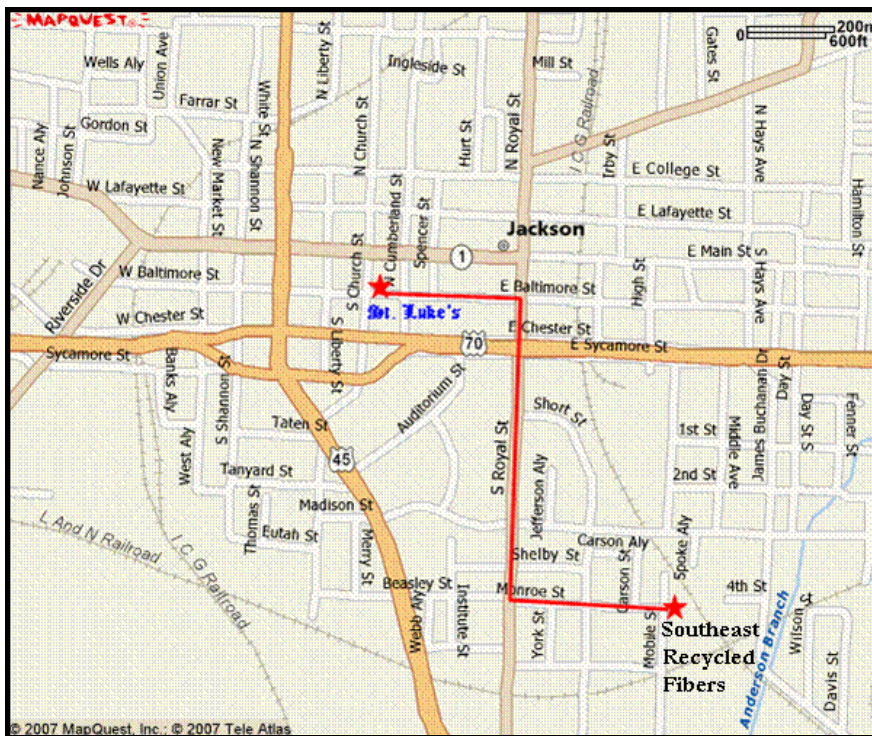 MAPQUEST
200m
600ft
Wells Aly
Union Ave
White St
N Liberty St
Ingleside St
Mill St
Gates St
Farrar St
Gordon St
N Church St
Hurt St
N Royal St
I C G Railroad
Irby St
N Hays Ave
Nance Aly
Johnson St
New Market St
N Shannon St
E College St
W Lafayette St
N Cumberland St
Spencer St
E Lafayette St
Hamilton St
Jackson
1
E Main St
S Hays Ave
Riverside Dr
W Baltimore St
S Church St
E Baltimore St
High St
St. Luke's
W Chester St
S Liberty St
E Chester St
70
E Sycamore St
Sycamore St
Banks Aly
S Shannon St
Auditorium St
Short St
James Buchanan Dr
Day St
Day St S
Fenner St
West Aly
Taten St
1st St
Middle Ave
45
S Royal St
Tanyard St
2nd St
Jefferson Aly
Thomas St
Madison St
L And N Railroad
I C G Railroad
Eutah St
Merry St
Carson Aly
Spoke Aly
Shelby St
Carson St
Beasley St
Monroe St
4th St
Webb Aly
Institute St
York St
Mobile St
Anderson Branch
Wilson St
Davis St
Southeast
Recycled
Fibers
© 2007 MapQuest, Inc.; © 2007 Tele Atlas